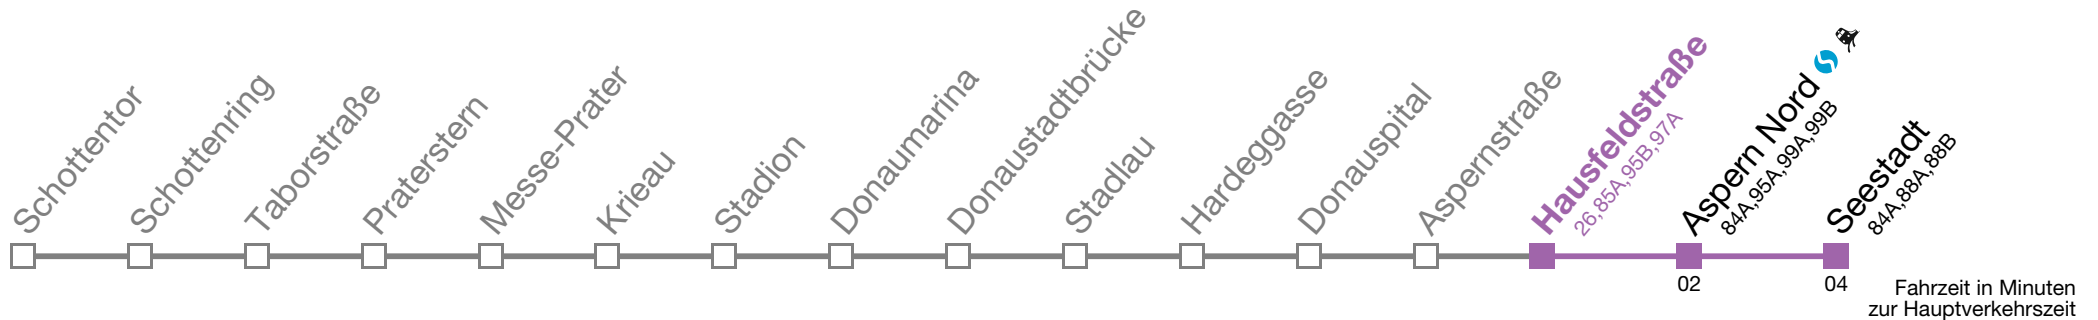 Schottentor
Schottenring
Taborstraße
Praterstern
Messe-Prater
Krieau
Stadion
Donaumarina
Donaustadtbrücke
Stadlau
Hardeggasse
Donauspital
Aspernstraße
Hausfeldstraße
26,85A,95B,97A
Aspern Nord
84A,95A,99A,99B
Seestadt
84A,88A,88B
02
04
Fahrzeit in Minuten
zur Hauptverkehrszeit